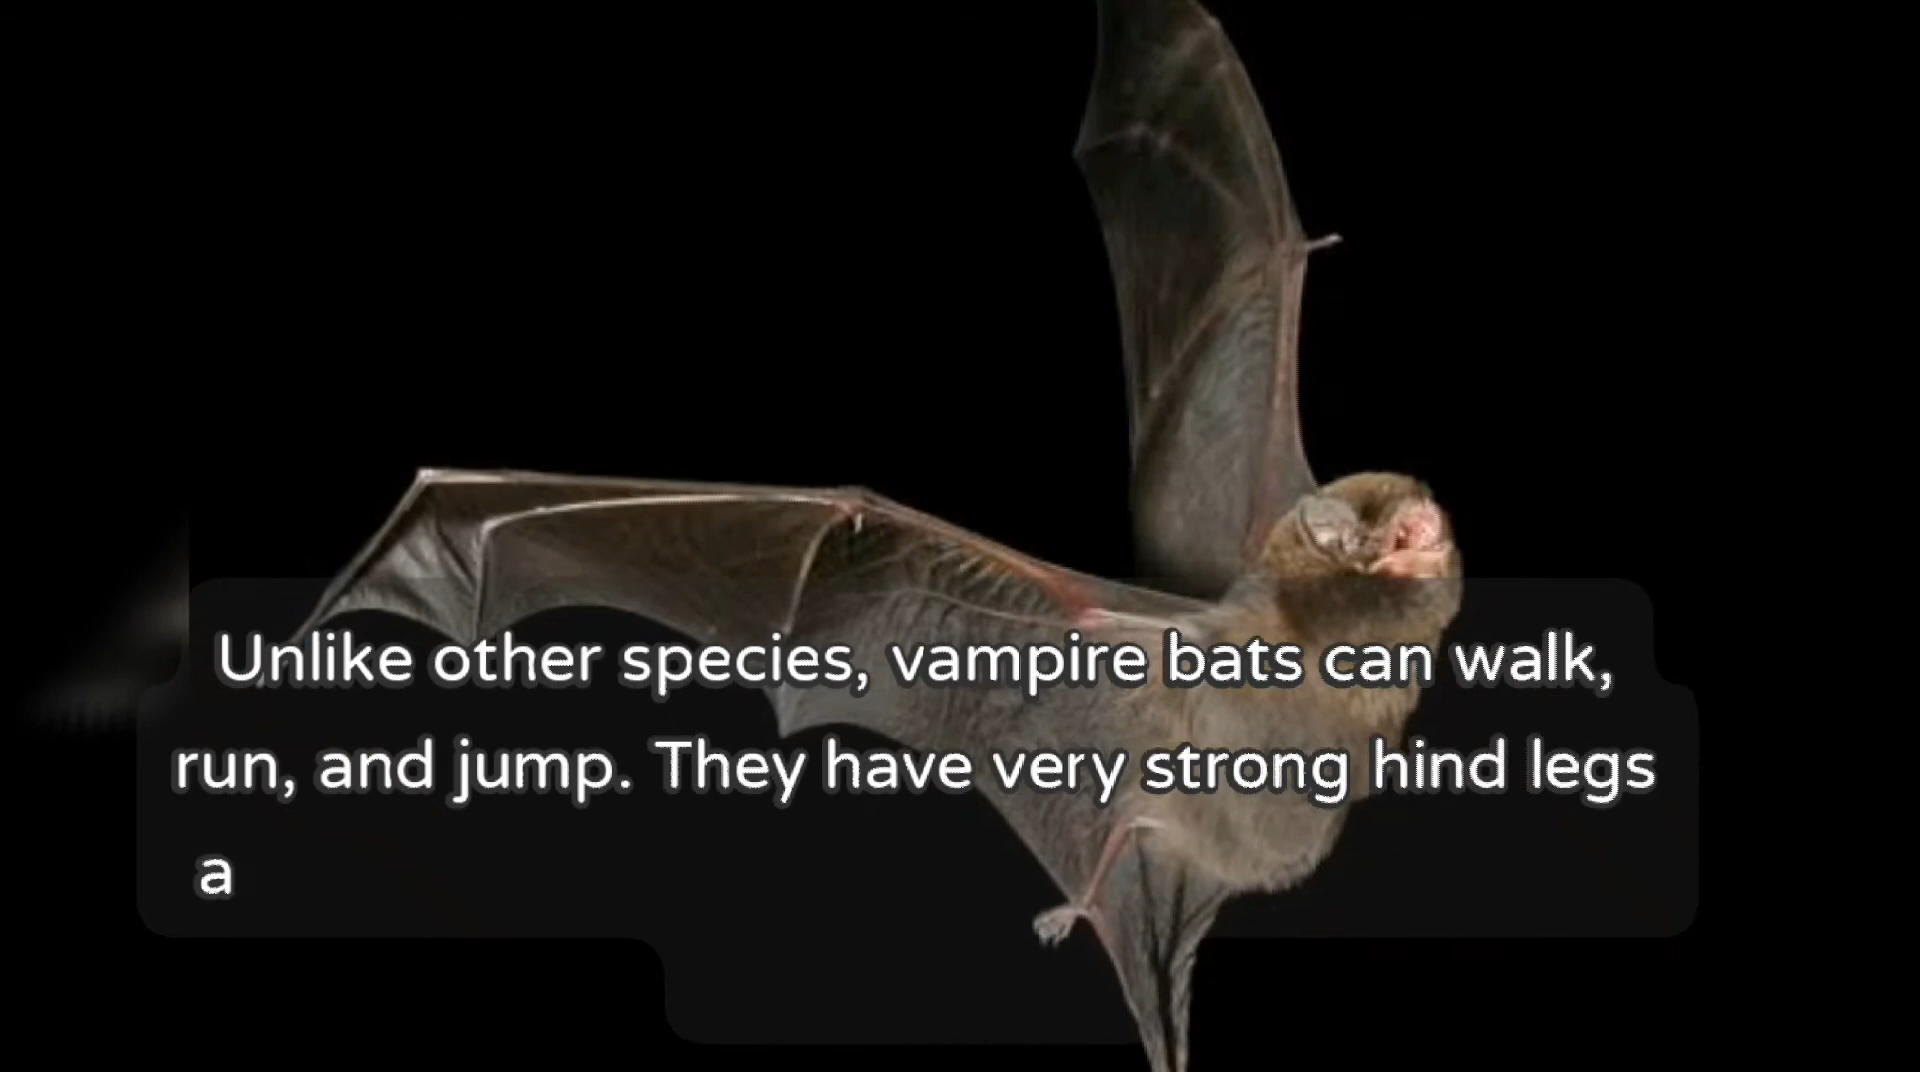 Unlike other species, vampire bats can walk,
run, and jump. They have very strong hind legs
a